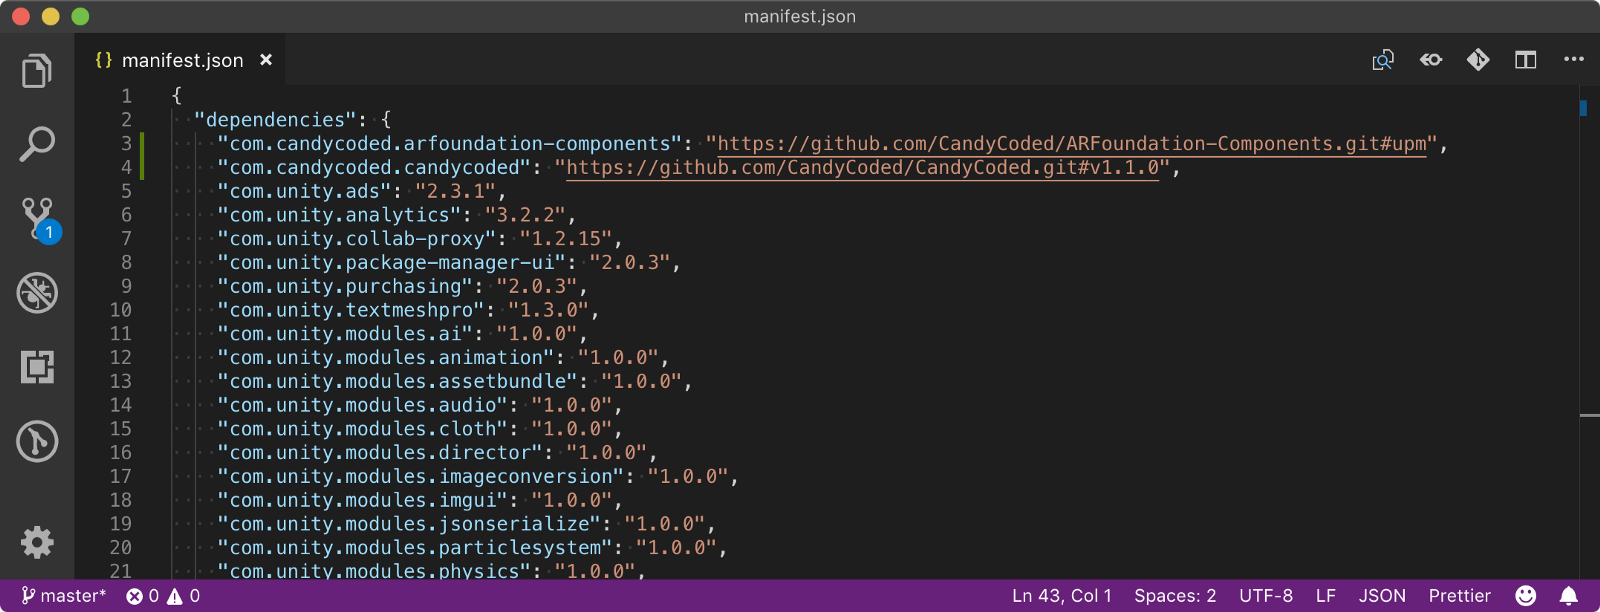 manifest.json
{} manifest.json ×
1 {
2 "dependencies": {
3 "com.candycoded.arfoundation-components": "https://github.com/CandyCoded/ARFoundation-Components.git#upm",
4 "com.candycoded.candycoded": "https://github.com/CandyCoded/CandyCoded.git#v1.1.0",
5 "com.unity.ads": "2.3.1",
6 "com.unity.analytics": "3.2.2",
7 "com.unity.collab-proxy": "1.2.15",
8 "com.unity.package-manager-ui": "2.0.3",
9 "com.unity.purchasing": "2.0.3",
10 "com.unity.textmeshpro": "1.3.0",
11 "com.unity.modules.ai": "1.0.0",
12 "com.unity.modules.animation": "1.0.0",
13 "com.unity.modules.assetbundle": "1.0.0",
14 "com.unity.modules.audio": "1.0.0",
15 "com.unity.modules.cloth": "1.0.0",
16 "com.unity.modules.director": "1.0.0",
17 "com.unity.modules.imageconversion": "1.0.0",
18 "com.unity.modules.imgui": "1.0.0",
19 "com.unity.modules.jsonserialize": "1.0.0",
20 "com.unity.modules.particlesystem": "1.0.0",
21 "com.unity.modules.physics": "1.0.0",
1
master* 0 0 Ln 43, Col 1 Spaces: 2 UTF-8 LF JSON Prettier